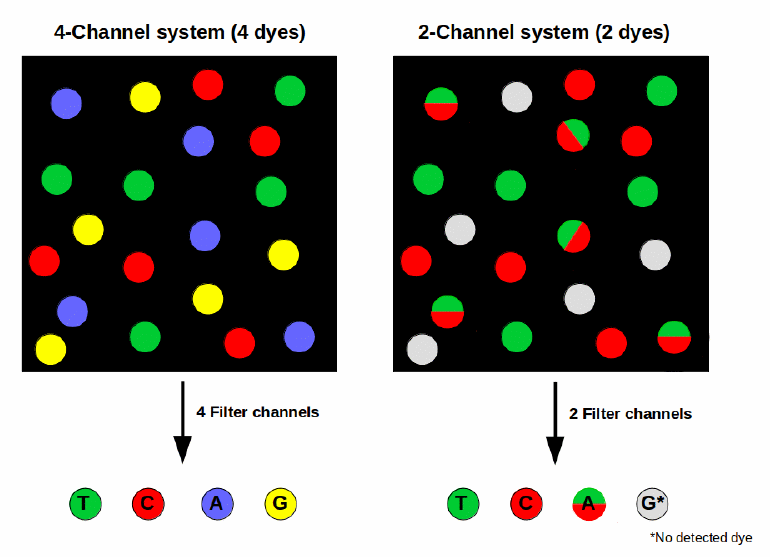 4-Channel system (4 dyes)
2-Channel system (2 dyes)
4 Filter channels
2 Filter channels
T C A G
T C A G*
*No detected dye